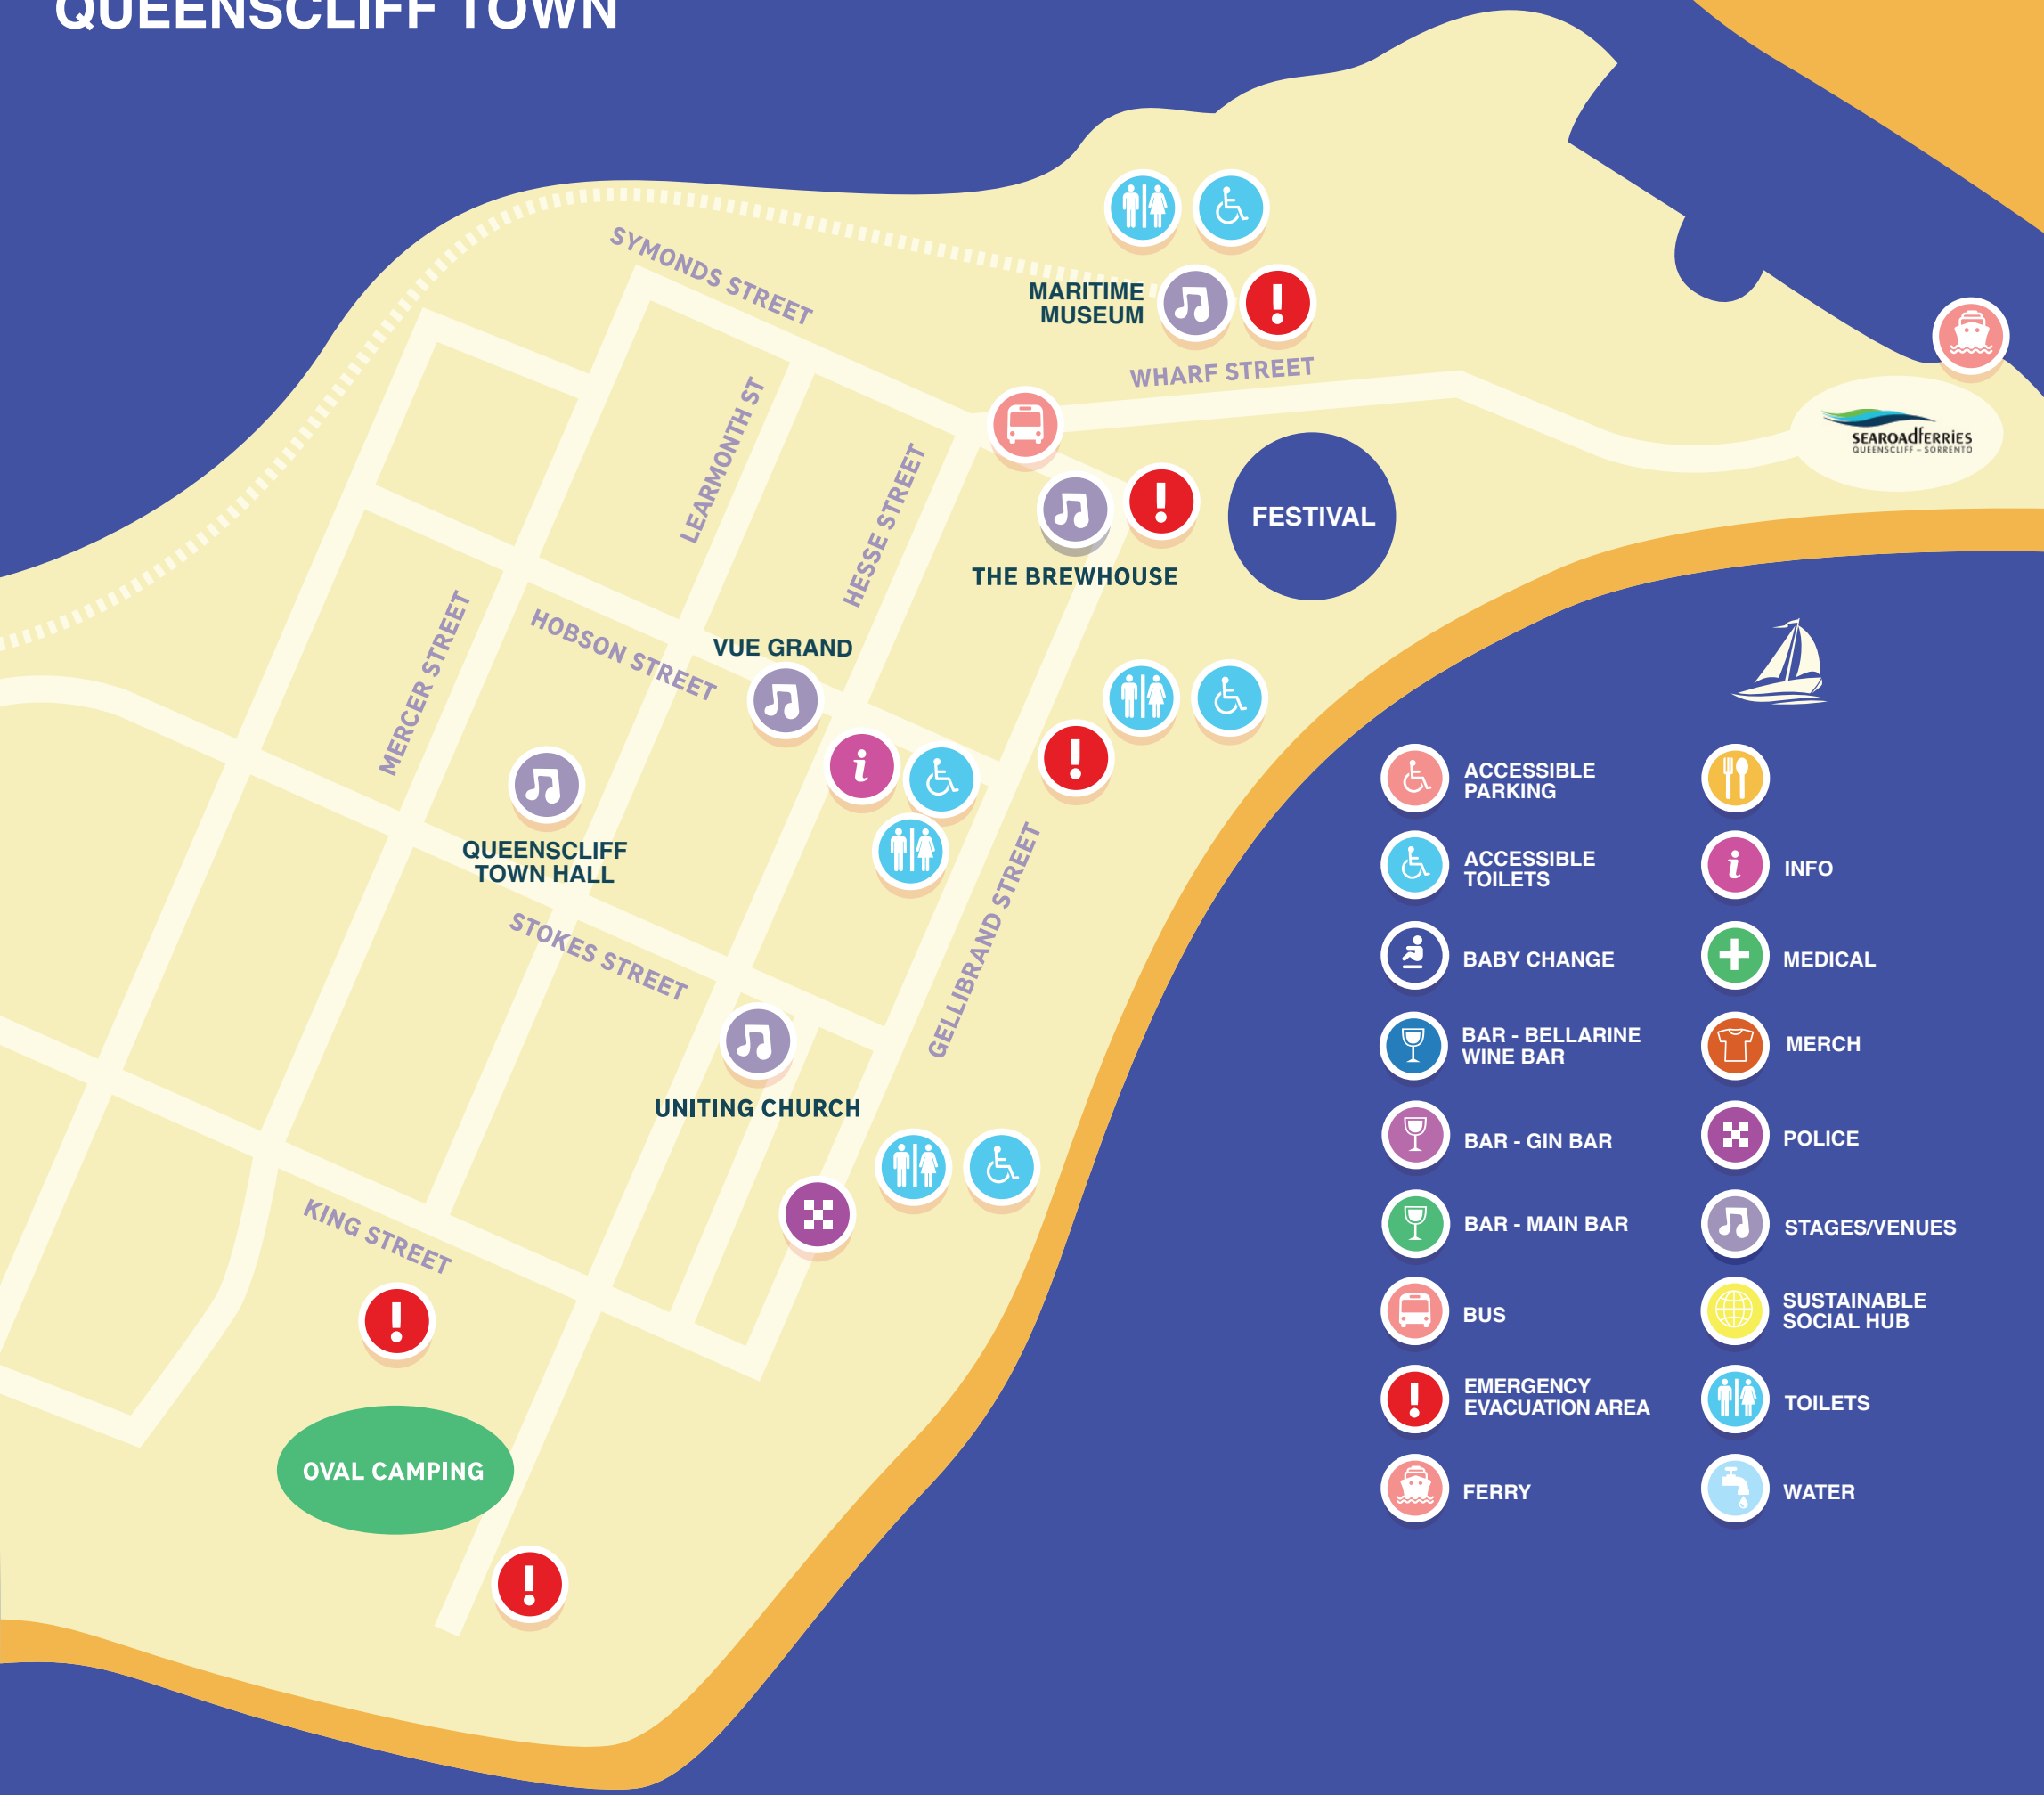 QUEENSCLIFF TOWN
SYMONDS STREET
MARITIME
MUSEUM
WHARF STREET
LEARMONTH ST
HESSE STREET
SEAROADFERRIES
QUEENSCLIFF – SORRENTO
FESTIVAL
THE BREWHOUSE
MERCER STREET
HOBSON STREET
VUE GRAND
QUEENSCLIFF
TOWN HALL
STOKES STREET
GELLIBRAND STREET
UNITING CHURCH
KING STREET
OVAL CAMPING
ACCESSIBLE
PARKING
ACCESSIBLE
TOILETS
BABY CHANGE
BAR - BELLARINE
WINE BAR
BAR - GIN BAR
BAR - MAIN BAR
BUS
EMERGENCY
EVACUATION AREA
FERRY
INFO
MEDICAL
MERCH
POLICE
STAGES/VENUES
SUSTAINABLE
SOCIAL HUB
TOILETS
WATER